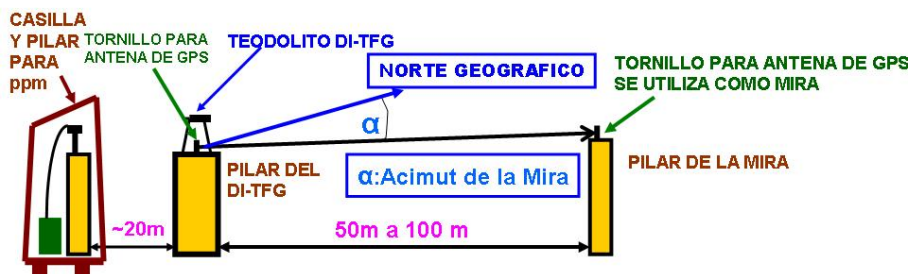 CASILLA
Y PILAR
PARA
ppm
TORNILLO PARA
ANTENA DE GPS
TEODOLITO DI-TFG
NORTE GEOGRAFICO
TORNILLO PARA ANTENA DE GPS
SE UTILIZA COMO MIRA
α
PILAR DEL
DI-TFG
α:Acimut de la Mira
PILAR DE LA MIRA
~20m
50m a 100 m